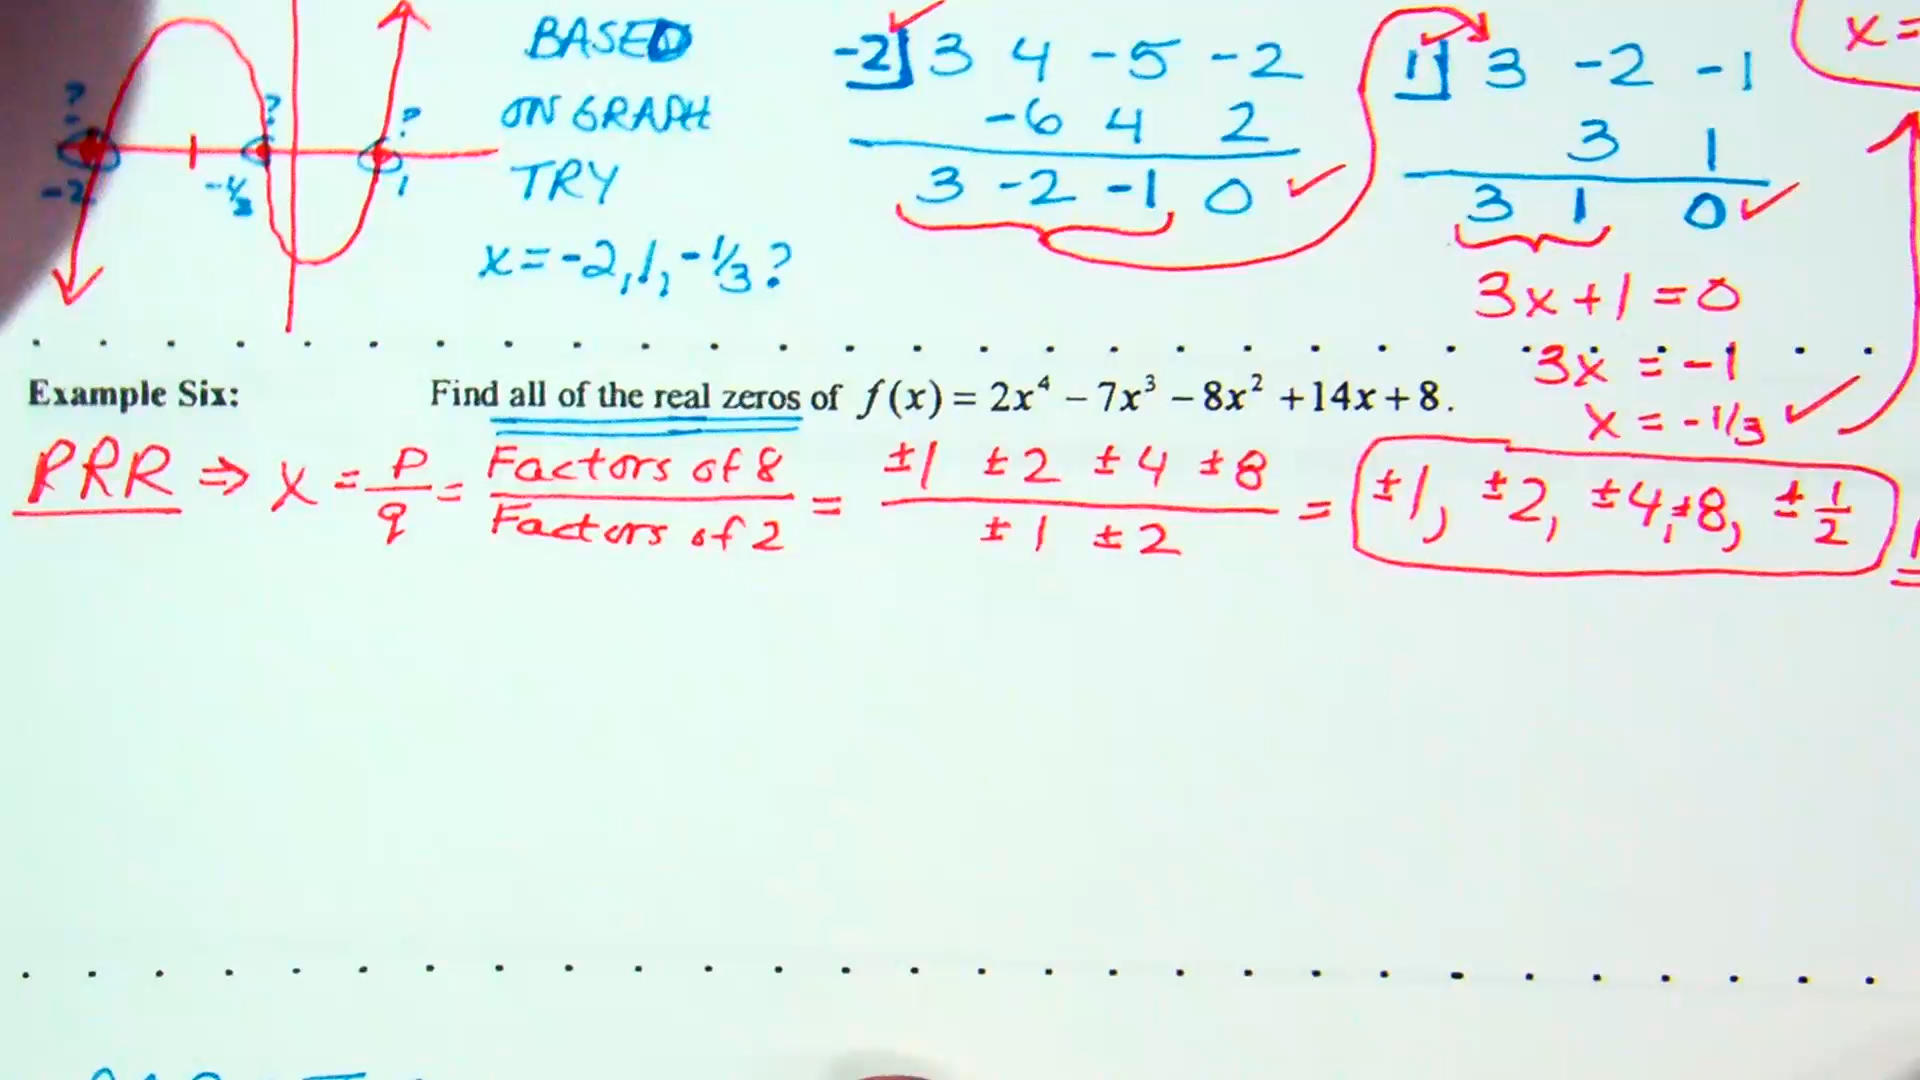 BASED
ON GRAPH
TRY
x = -2, 1, -1/3 ?
? ? ?
-2 -1/3 1
-2⌋ 3 4 -5 -2
-6 4 2
3 -2 -1 0 ✓
1⌋ 3 -2 -1
3 1
3 1 0 ✓
3x + 1 = 0
3x = -1
x = -1/3 ✓
x =
Example Six: Find all of the real zeros of f(x) = 2x⁴ − 7x³ − 8x² + 14x + 8.
PRR ⇒ x = p/q = Factors of 8 / Factors of 2 = ±1 ±2 ±4 ±8 / ±1 ±2 = ±1, ±2, ±4, ±8, ±1/2